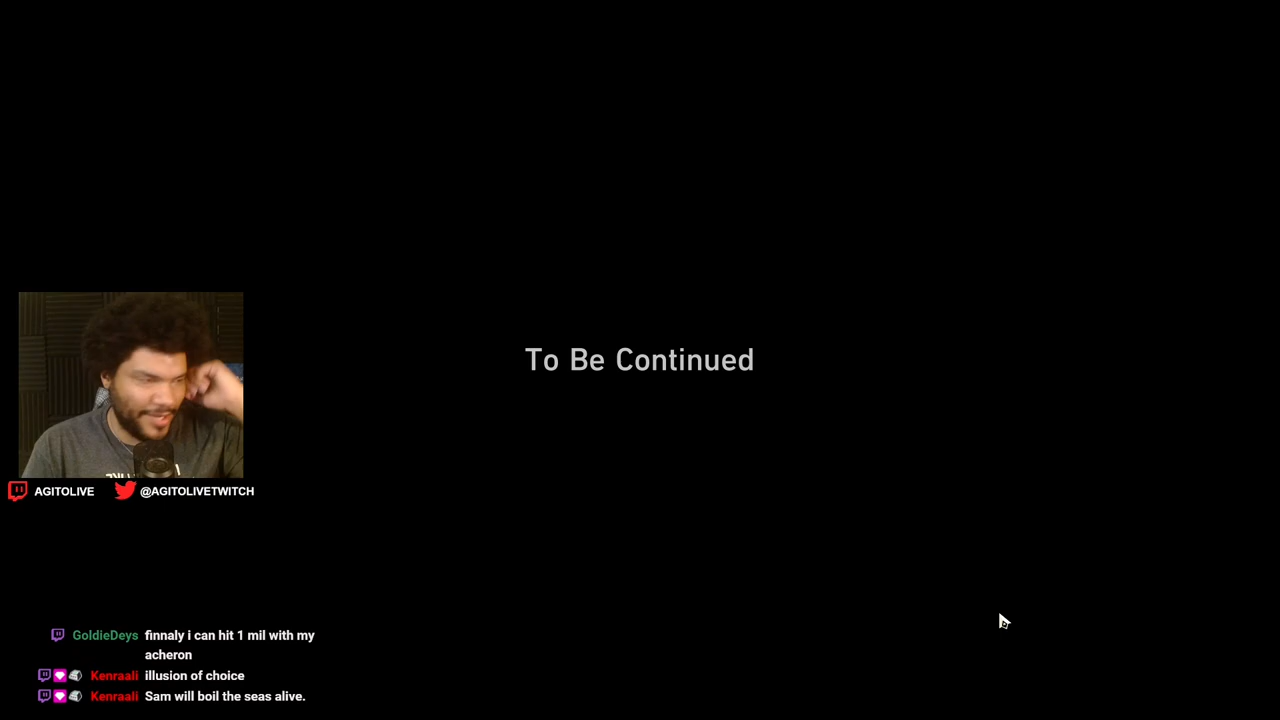 To Be Continued
AGITOLIVE @AGITOLIVETWITCH
GoldieDeys finnaly i can hit 1 mil with my
acheron
Kenraali illusion of choice
Kenraali Sam will boil the seas alive.